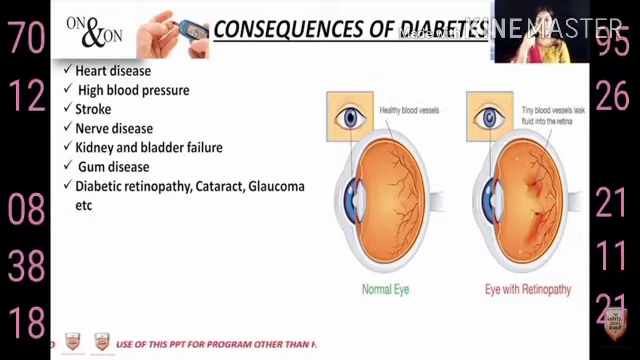 70
12
08
38
18
ON
&
ON
CONSEQUENCES OF DIABETES
Made with KINEMASTER
✓ Heart disease
✓ High blood pressure
✓ Stroke
✓ Nerve disease
✓ Kidney and bladder failure
✓ Gum disease
✓ Diabetic retinopathy, Cataract, Glaucoma
etc
Healthy blood vessels
Tiny blood vessels leak
fluid into the retina
Normal Eye
Eye with Retinopathy
95
26
21
11
21
USE OF THIS PPT FOR PROGRAM OTHER THAN